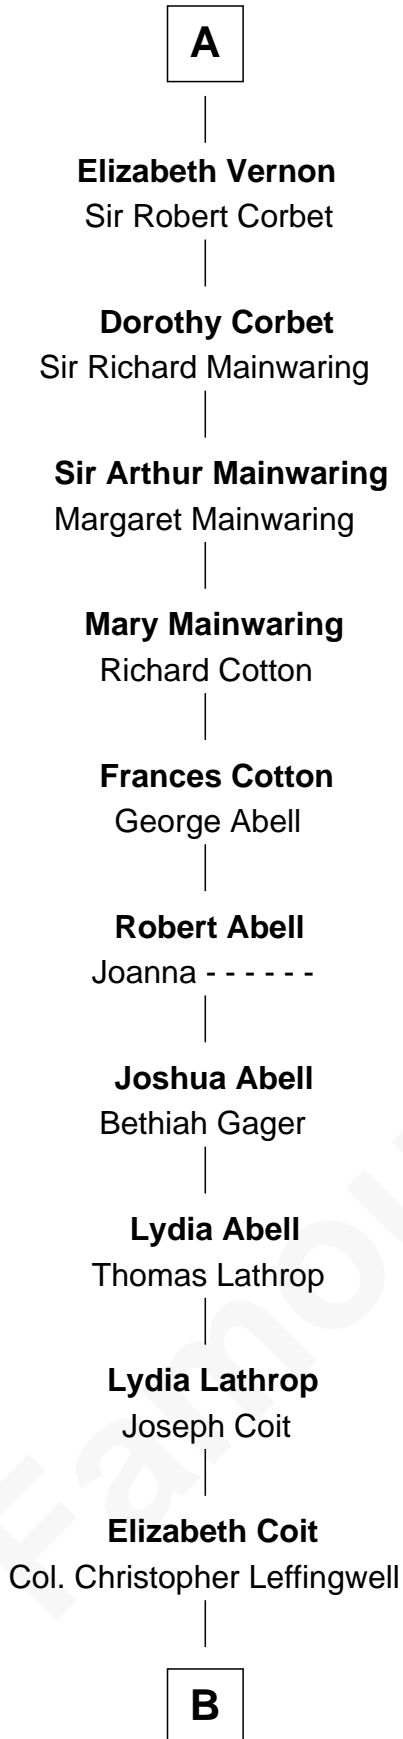 A
Elizabeth Vernon
Sir Robert Corbet
Dorothy Corbet
Sir Richard Mainwaring
Sir Arthur Mainwaring
Margaret Mainwaring
Mary Mainwaring
Richard Cotton
Frances Cotton
George Abell
Robert Abell
Joanna - - - - - -
Joshua Abell
Bethiah Gager
Lydia Abell
Thomas Lathrop
Lydia Lathrop
Joseph Coit
Elizabeth Coit
Col. Christopher Leffingwell
B